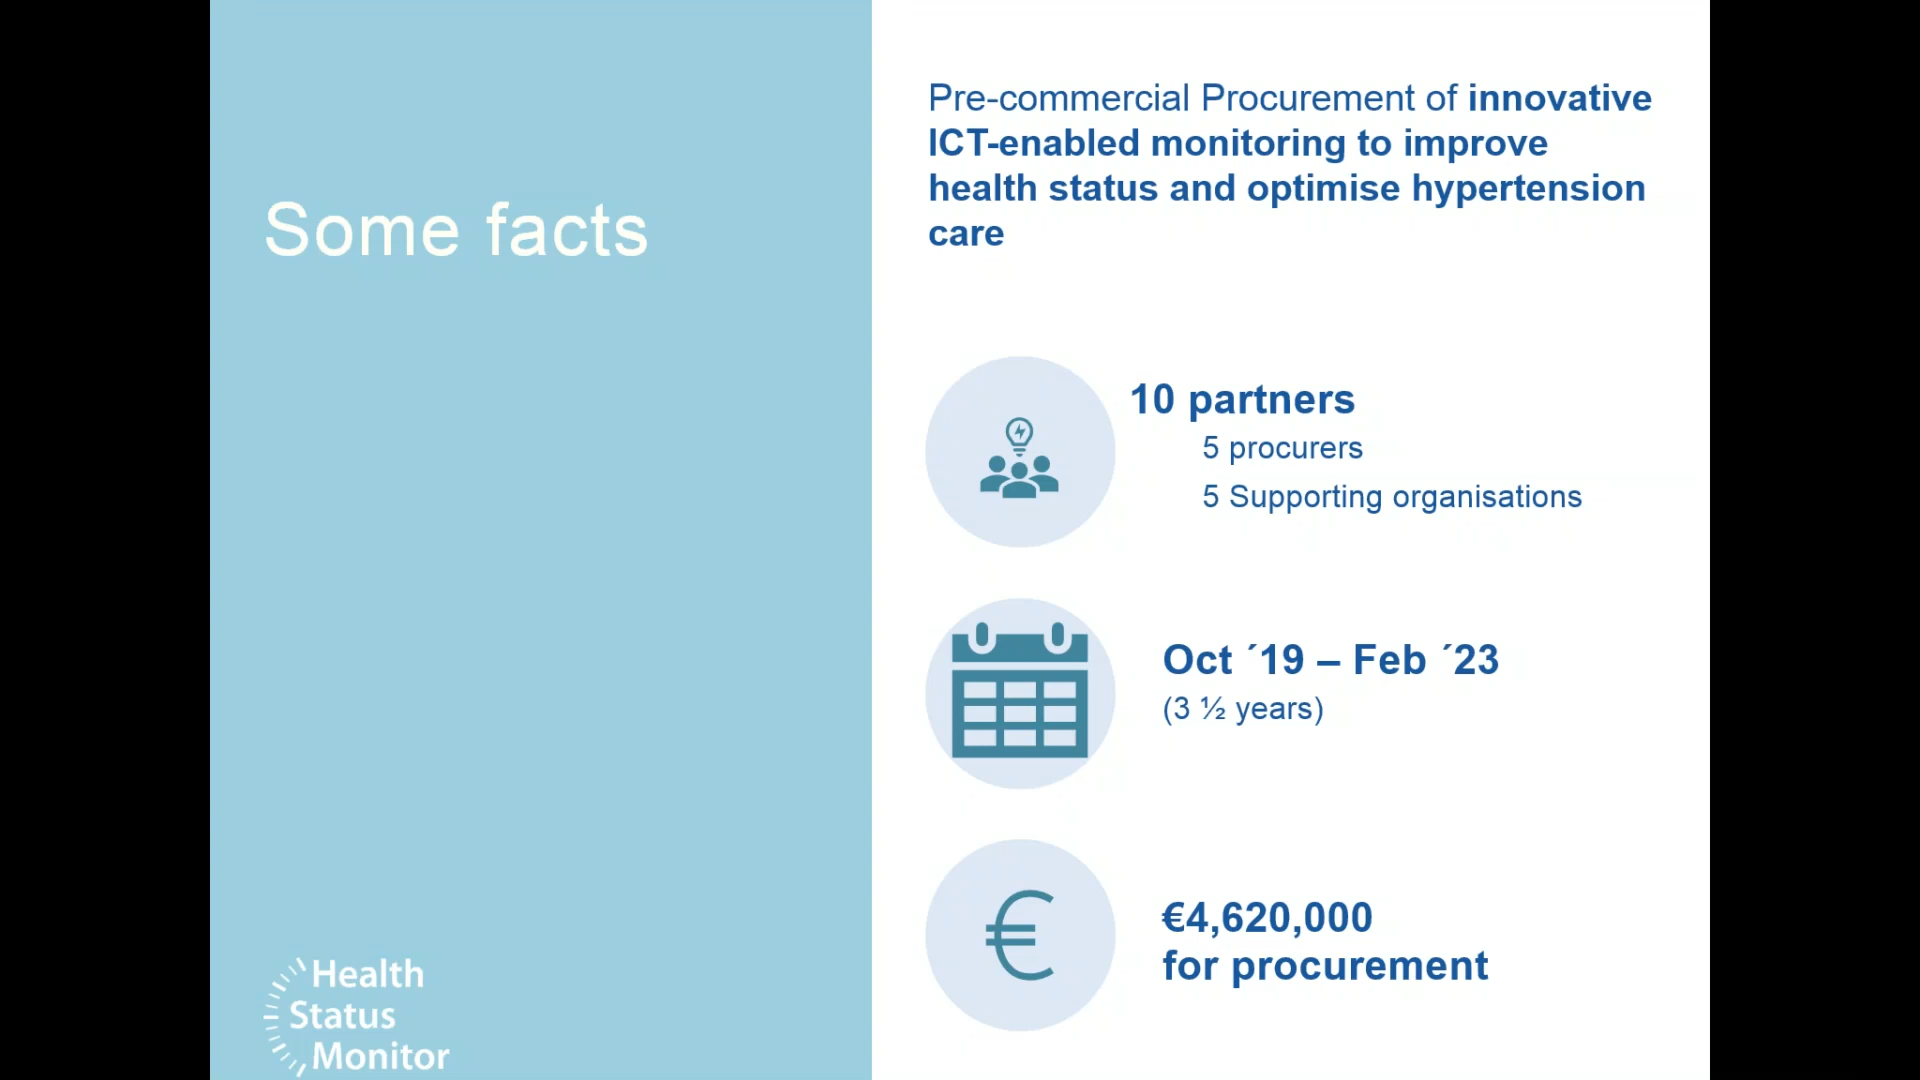 Some facts
Pre-commercial Procurement of innovative
ICT-enabled monitoring to improve
health status and optimise hypertension
care
10 partners
5 procurers
5 Supporting organisations
Oct ´19 – Feb ´23
(3 ½ years)
€
€4,620,000
for procurement
Health
Status
Monitor